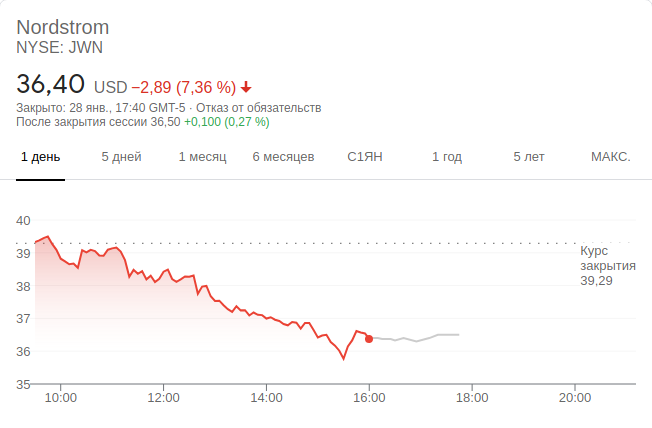 Nordstrom
NYSE: JWN
36,40 USD −2,89 (7,36 %)
Закрыто: 28 янв., 17:40 GMT-5 · Отказ от обязательств
После закрытия сессии 36,50 +0,100 (0,27 %)
1 день 5 дней 1 месяц 6 месяцев С1ЯН 1 год 5 лет МАКС.
40
39
38
37
36
35
Курс
закрытия
39,29
10:00 12:00 14:00 16:00 18:00 20:00